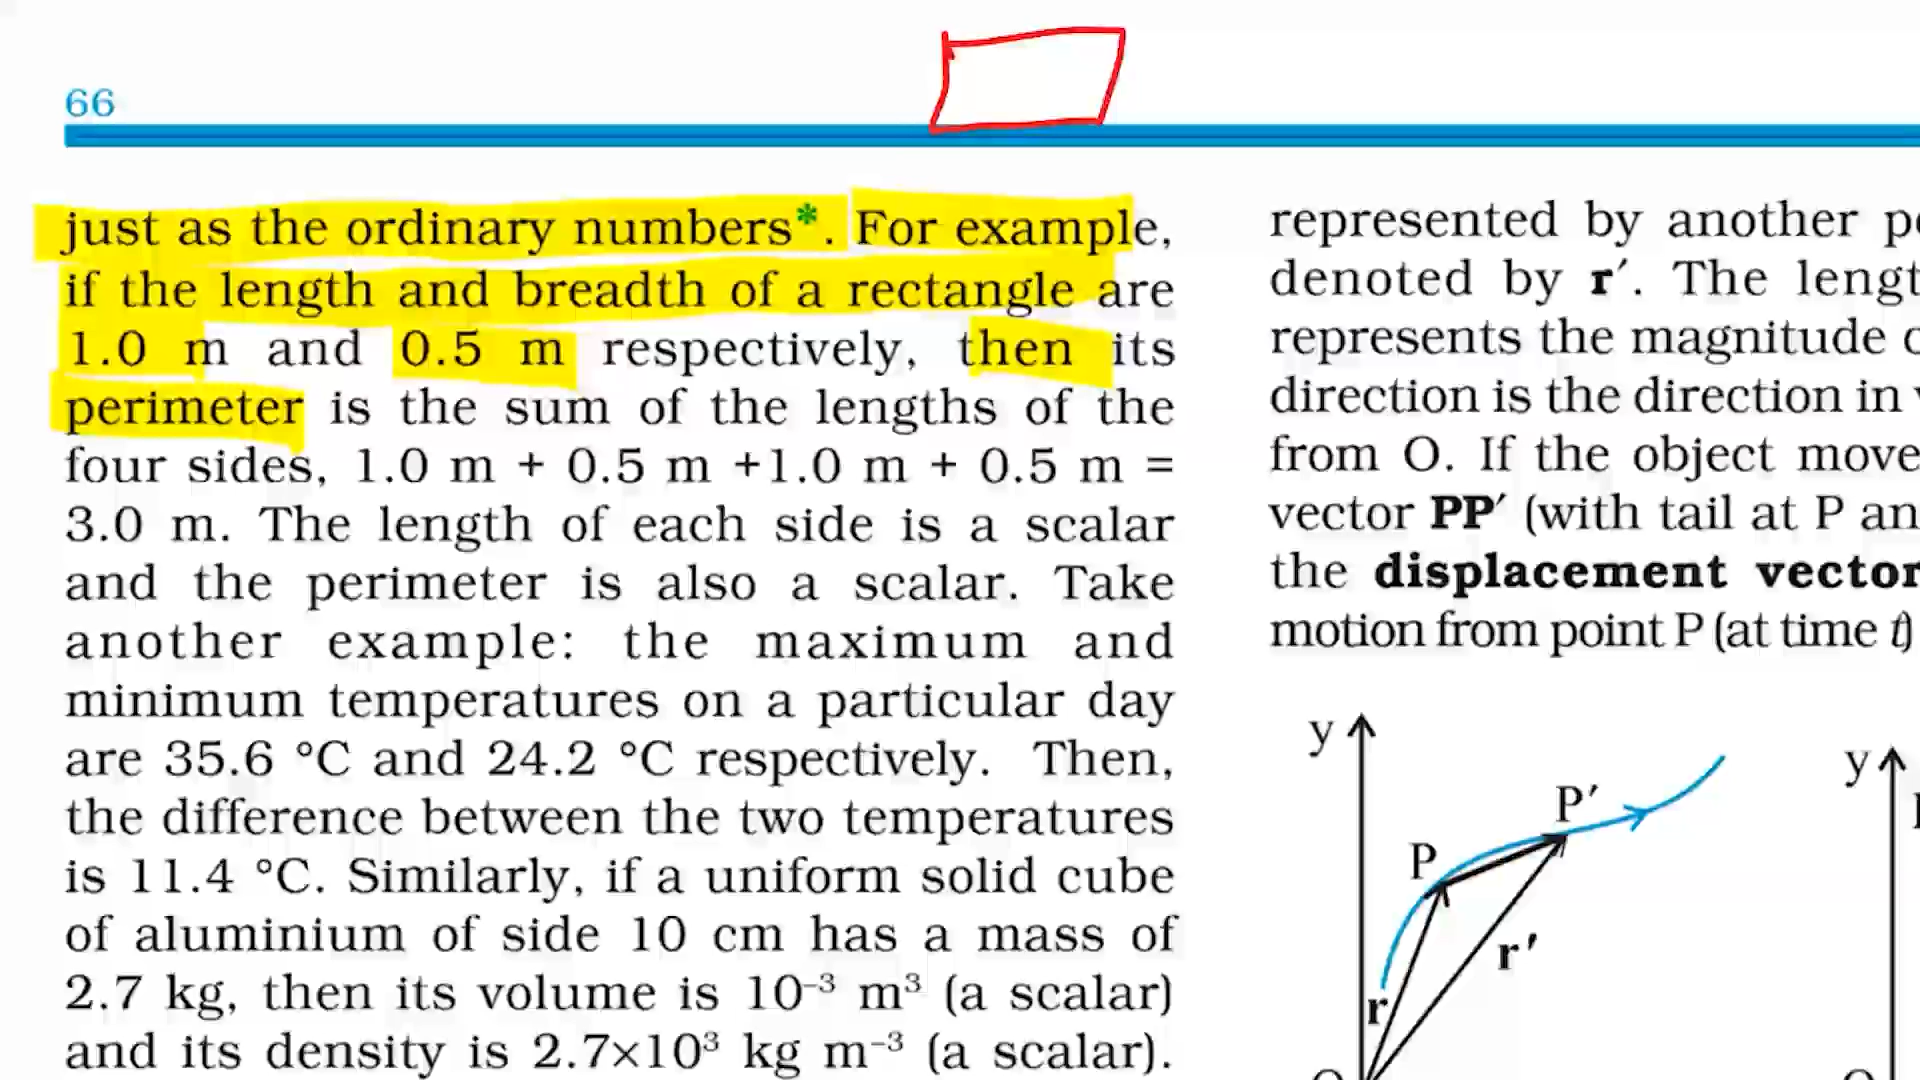 66
just as the ordinary numbers*. For example,
if the length and breadth of a rectangle are
1.0 m and 0.5 m respectively, then its
perimeter is the sum of the lengths of the
four sides, 1.0 m + 0.5 m +1.0 m + 0.5 m =
3.0 m. The length of each side is a scalar
and the perimeter is also a scalar. Take
another example: the maximum and
minimum temperatures on a particular day
are 35.6 °C and 24.2 °C respectively. Then,
the difference between the two temperatures
is 11.4 °C. Similarly, if a uniform solid cube
of aluminium of side 10 cm has a mass of
2.7 kg, then its volume is 10⁻³ m³ (a scalar)
and its density is 2.7×10³ kg m⁻³ (a scalar).
represented by another
denoted by r′. The
represents the magnitude
direction is the direction in
from O. If the object
vector PP′ (with tail at P
the displacement vector
motion from point P (at time t)
y
P
P′
r
r′
y